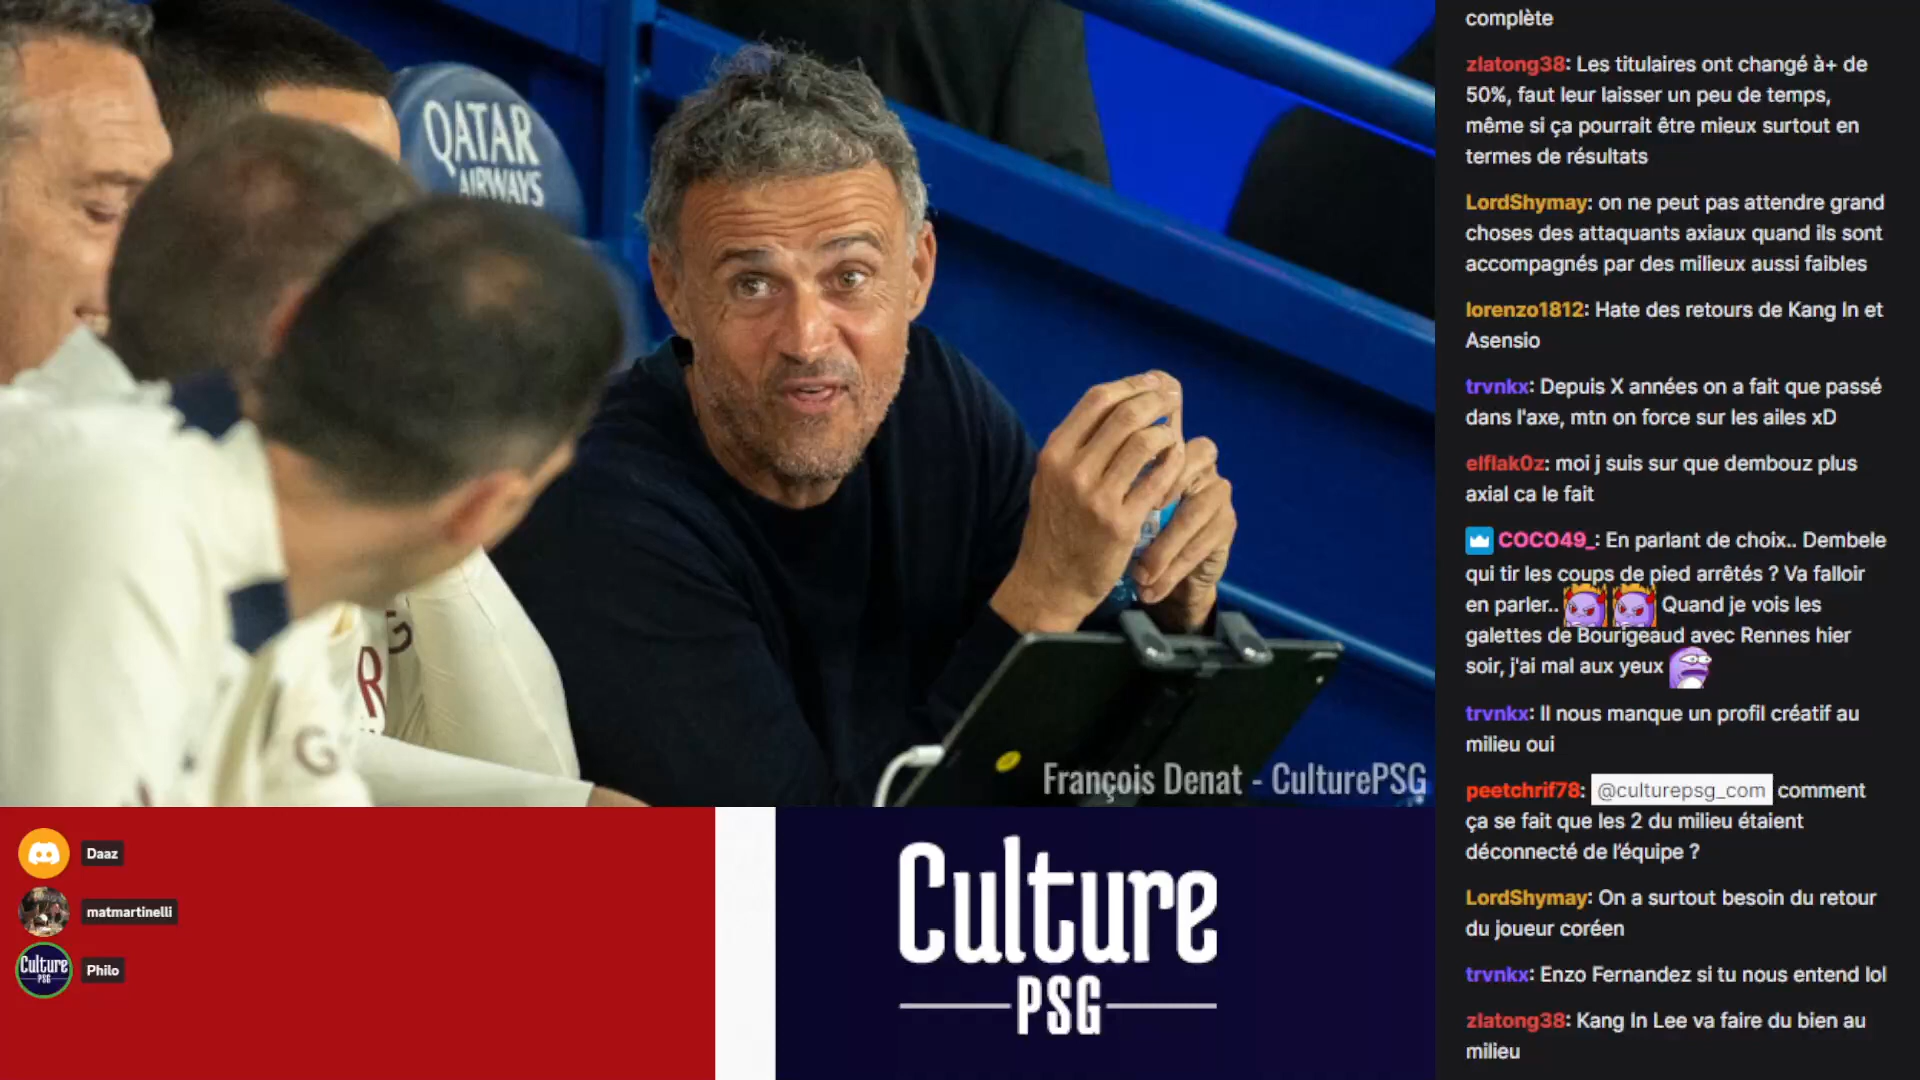 QATAR
AIRWAYS
G
R
G
François Denat - CulturePSG
Daaz
matmartinelli
Culture
PSG
Philo
Culture
PSG
complète
zlatong38: Les titulaires ont changé à+ de
50%, faut leur laisser un peu de temps,
même si ça pourrait être mieux surtout en
termes de résultats
LordShymay: on ne peut pas attendre grand
choses des attaquants axiaux quand ils sont
accompagnés par des milieux aussi faibles
lorenzo1812: Hate des retours de Kang In et
Asensio
trvnkx: Depuis X années on a fait que passé
dans l'axe, mtn on force sur les ailes xD
elflak0z: moi j suis sur que dembouz plus
axial ca le fait
COCO49_: En parlant de choix.. Dembele
qui tir les coups de pied arrêtés ? Va falloir
en parler.. Quand je vois les
galettes de Bourigeaud avec Rennes hier
soir, j'ai mal aux yeux
trvnkx: Il nous manque un profil créatif au
milieu oui
peetchrif78: @culturepsg_com comment
ça se fait que les 2 du milieu étaient
déconnecté de l’équipe ?
LordShymay: On a surtout besoin du retour
du joueur coréen
trvnkx: Enzo Fernandez si tu nous entend lol
zlatong38: Kang In Lee va faire du bien au
milieu